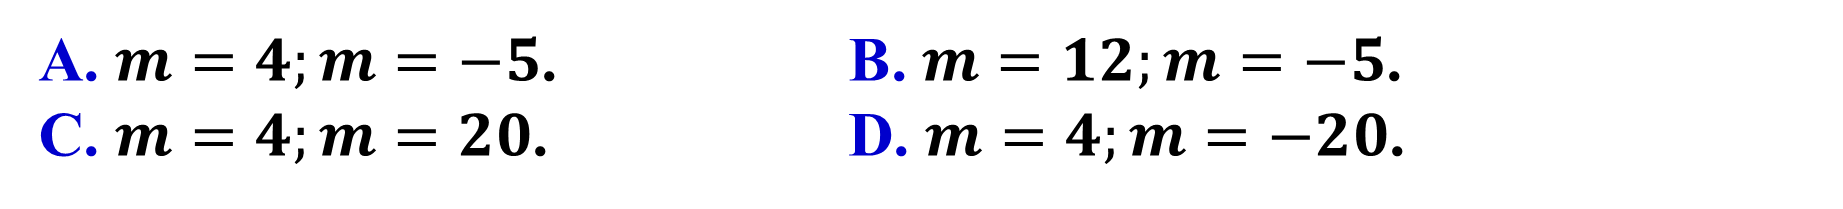 A. m = 4; m = −5. B. m = 12; m = −5.
C. m = 4; m = 20. D. m = 4; m = −20.